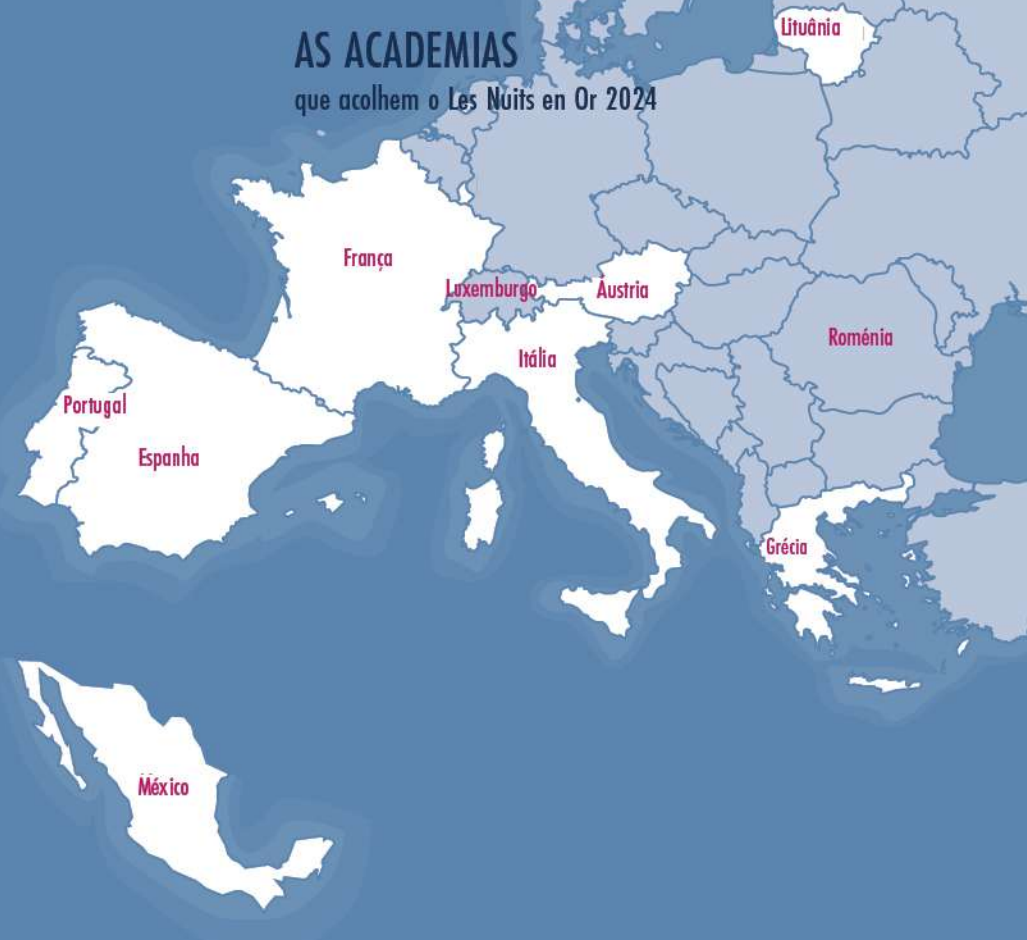 AS ACADEMIAS
que acolhem o Les Nuits en Or 2024
Lituânia
França
Luxemburgo
Áustria
Roménia
Itália
Portugal
Espanha
Grécia
México